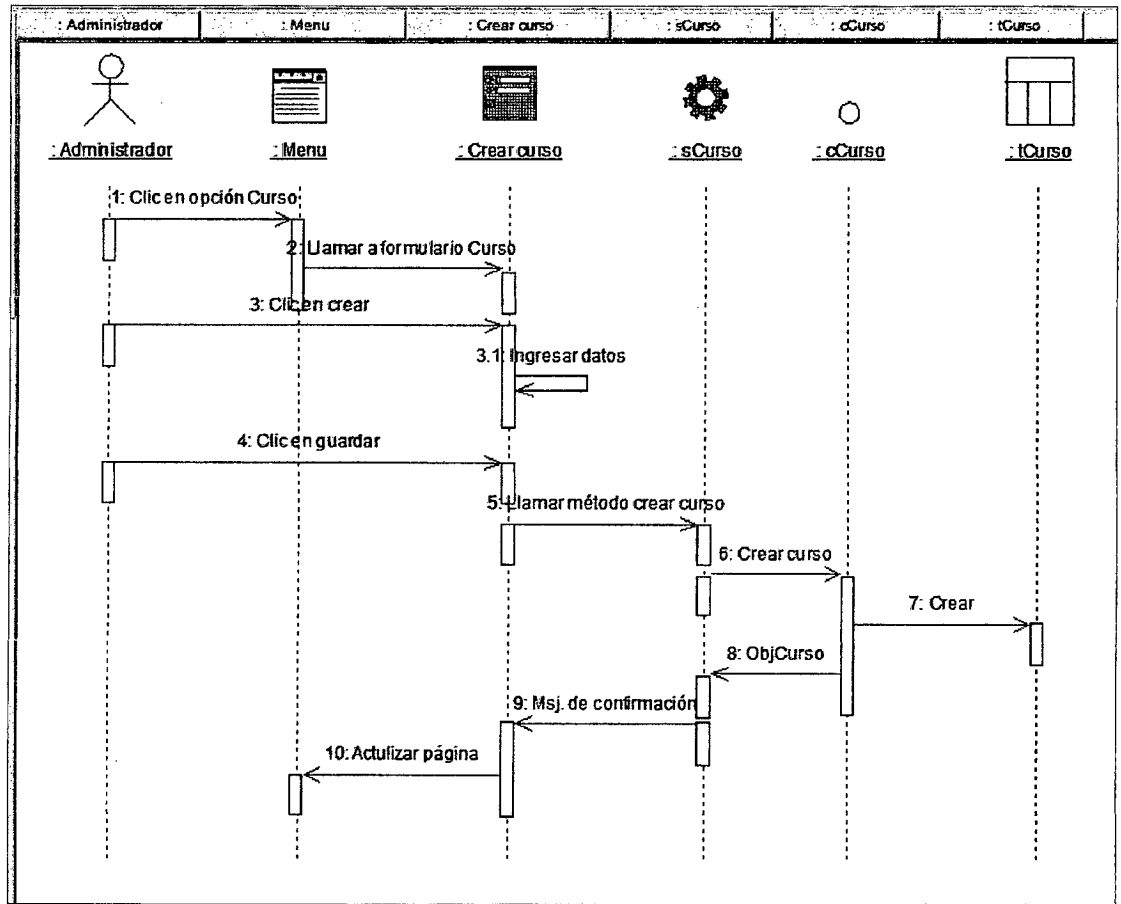 : Administrador
: Menu
: Crear curso
: sCurso
: cCurso
: tCurso
: Administrador
: Menu
: Crear curso
: sCurso
: cCurso
: tCurso
1: Clic en opción Curso
2: Llamar a formulario Curso
3: Clic en crear
3.1: Ingresar datos
4: Clic en guardar
5: Llamar método crear curso
6: Crear curso
7: Crear
8: ObjCurso
9: Msj. de confirmación
10: Actulizar página